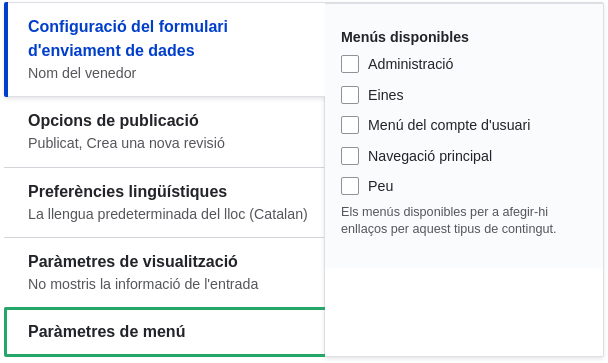 Configuració del formulari
d'enviament de dades
Nom del venedor
Opcions de publicació
Publicat, Crea una nova revisió
Preferències lingüístiques
La llengua predeterminada del lloc (Catalan)
Paràmetres de visualització
No mostris la informació de l'entrada
Paràmetres de menú
Menús disponibles
Administració
Eines
Menú del compte d'usuari
Navegació principal
Peu
Els menús disponibles per a afegir-hi
enllaços per aquest tipus de contingut.